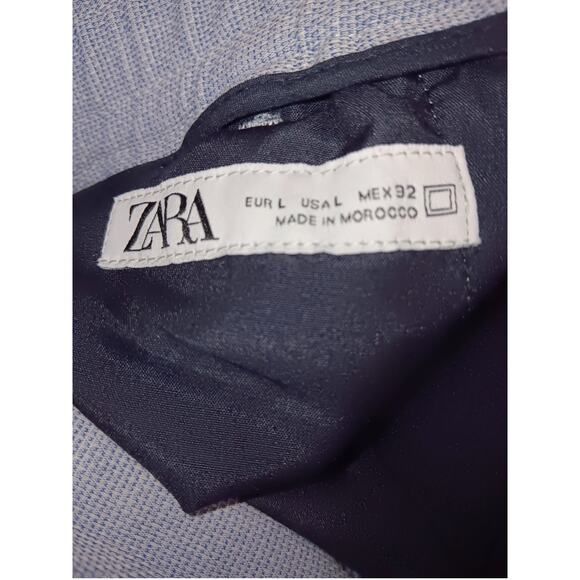 ZARA
EUR L USA L MEX 32
MADE IN MOROCCO